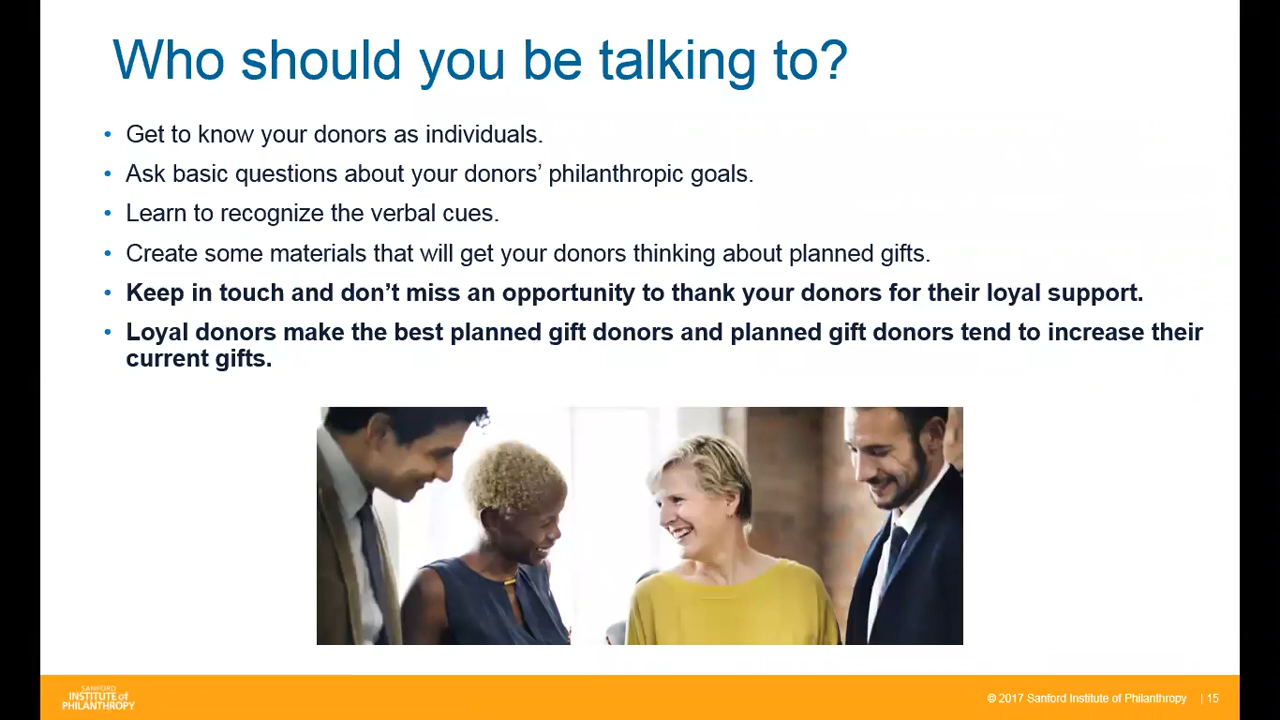 Who should you be talking to?
• Get to know your donors as individuals.
• Ask basic questions about your donors’ philanthropic goals.
• Learn to recognize the verbal cues.
• Create some materials that will get your donors thinking about planned gifts.
• Keep in touch and don’t miss an opportunity to thank your donors for their loyal support.
• Loyal donors make the best planned gift donors and planned gift donors tend to increase their
current gifts.
SANFORD
INSTITUTE of
PHILANTHROPY
© 2017 Sanford Institute of Philanthropy | 15